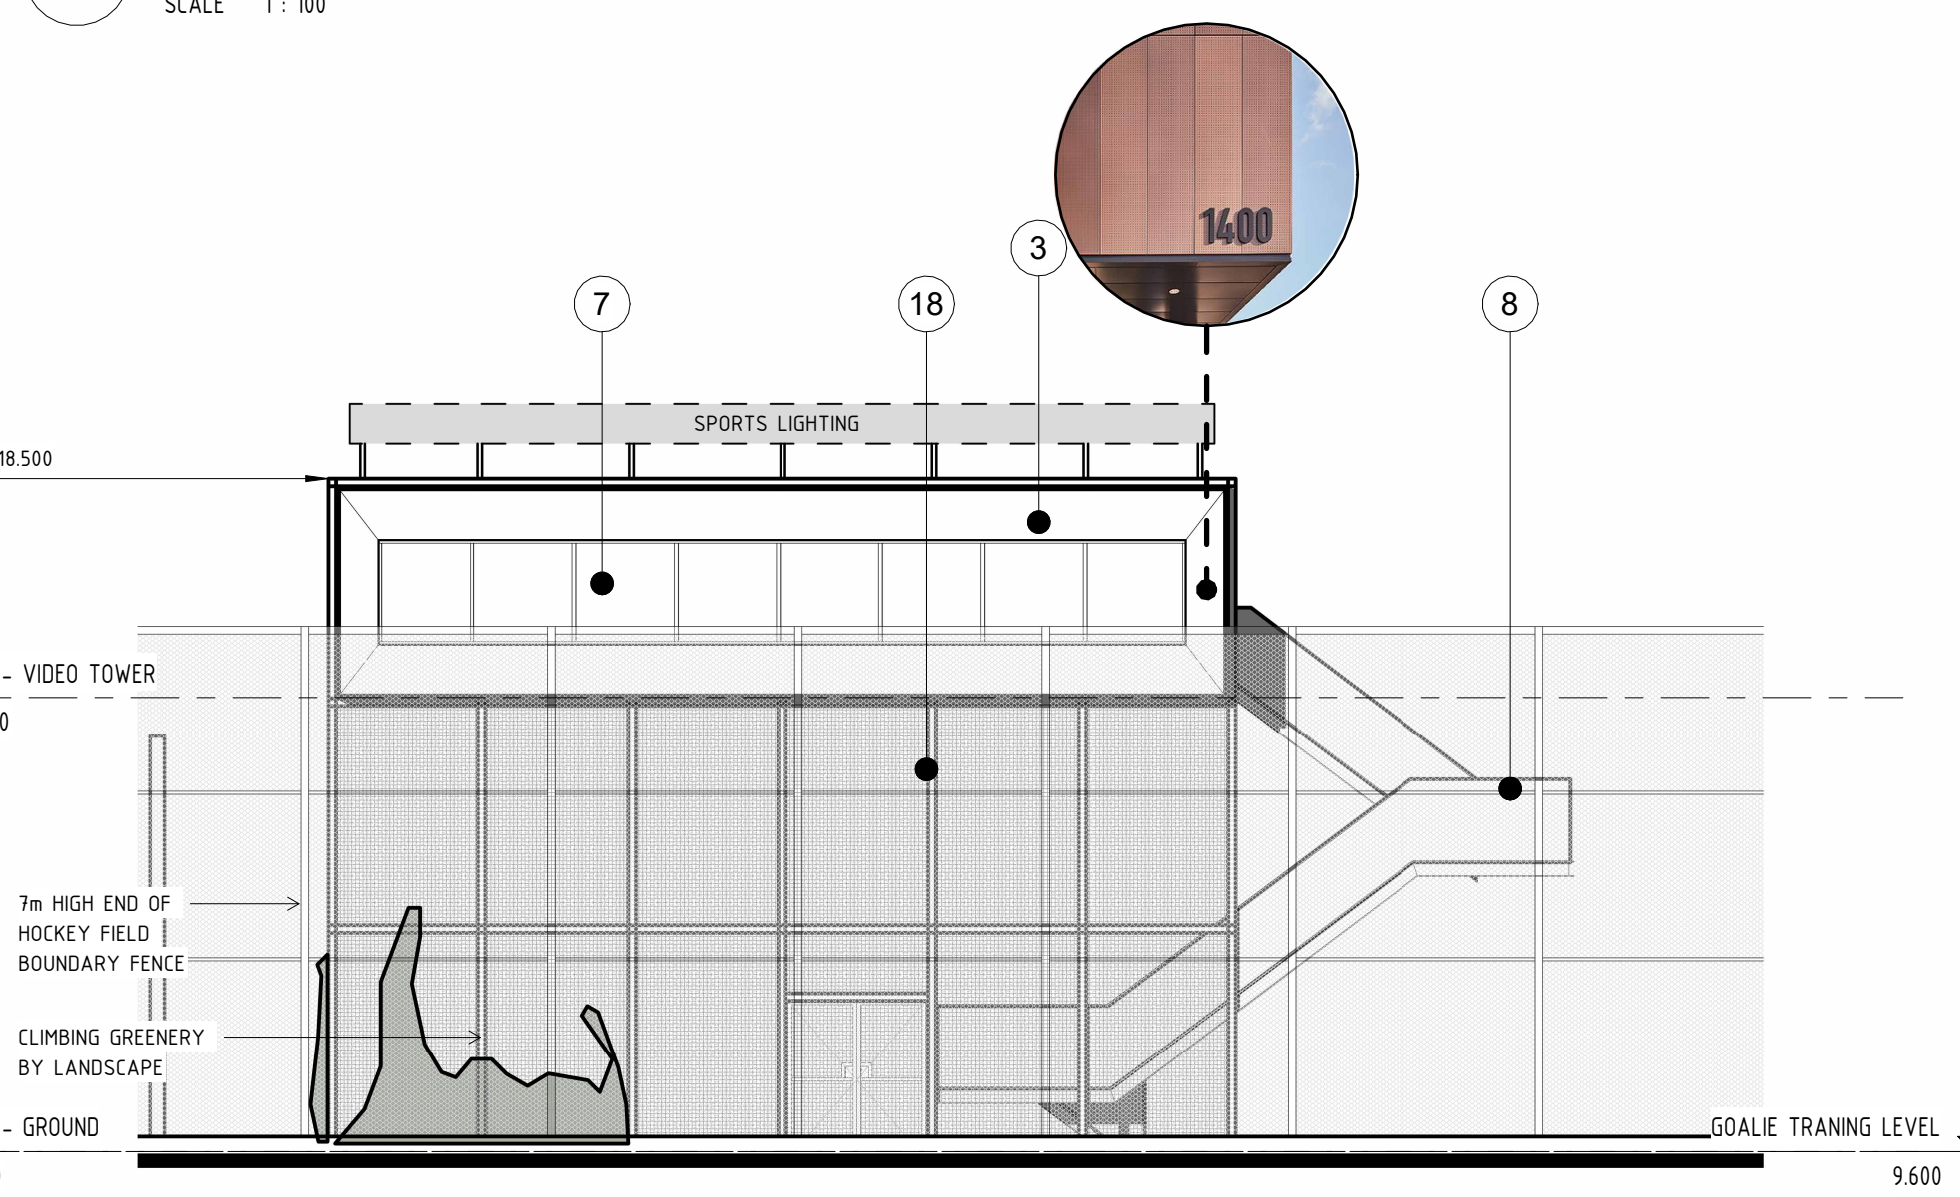 SCALE 1 : 100
1400
3
7
18
8
SPORTS LIGHTING
18.500
- VIDEO TOWER
0
7m HIGH END OF
HOCKEY FIELD
BOUNDARY FENCE
CLIMBING GREENERY
BY LANDSCAPE
- GROUND
GOALIE TRANING LEVEL
9.600